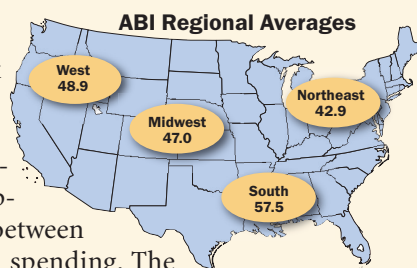 ABI Regional Averages
West
48.9
Northeast
42.9
Midwest
47.0
South
57.5
between
spending. The